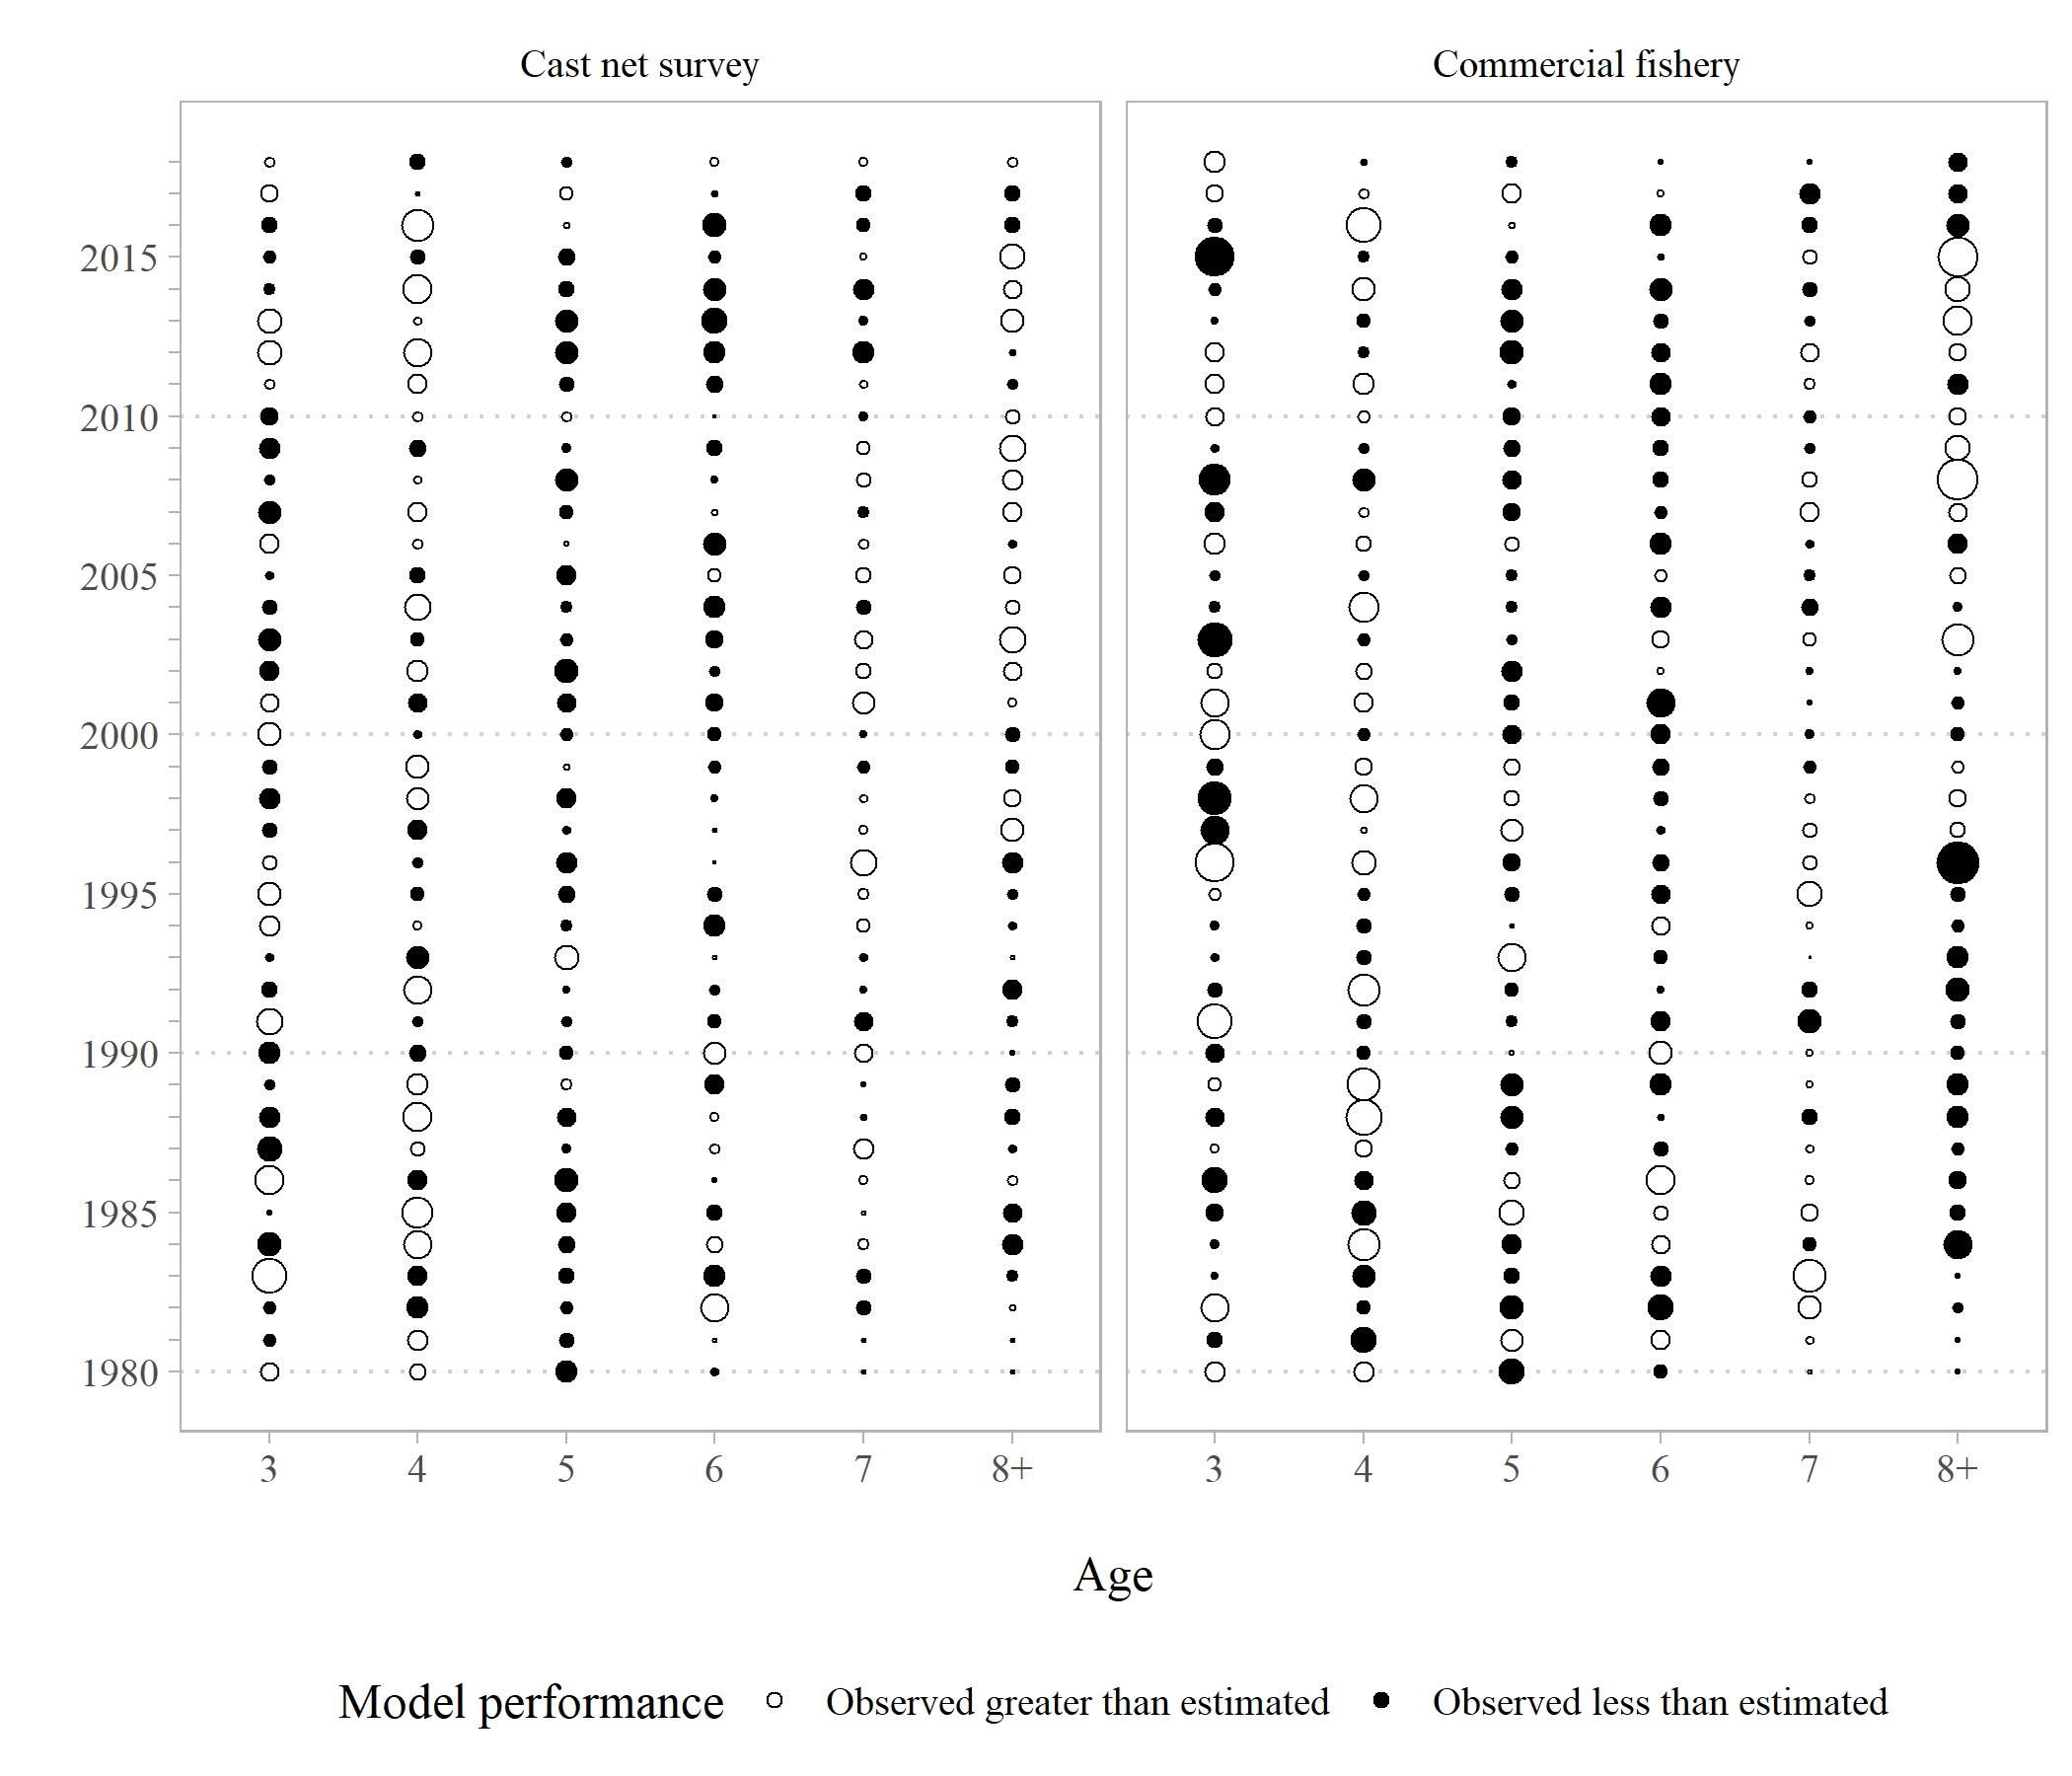 Cast net survey Commercial fishery
2015
2010
2005
2000
1995
1990
1985
1980
3 4 5 6 7 8+ 3 4 5 6 7 8+
Age
Model performance Observed greater than estimated Observed less than estimated